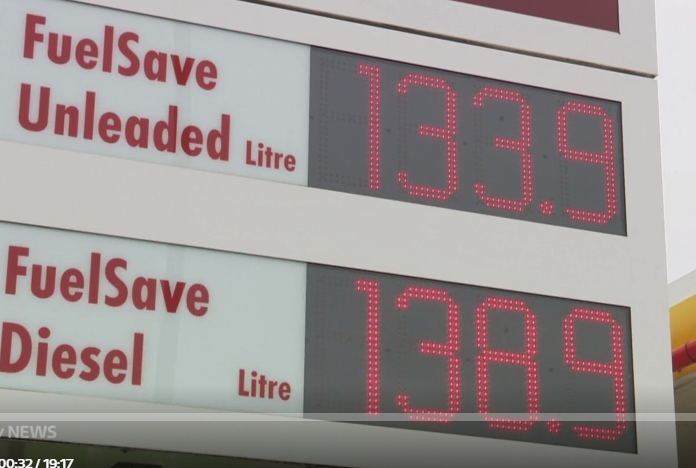 FuelSave
Unleaded Litre 133.9
FuelSave
Diesel Litre 138.9
NEWS
00:32 / 19:17